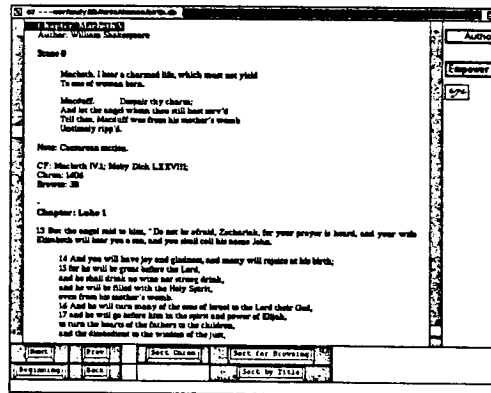 Author: William Shakespeare
Scene 8
Macbeth. I bear a charmed life, which must not yield
To one of woman born.
Macduff. Despair thy charm;
And let the angel whom thou still hast serv'd
Tell thee, Macduff was from his mother's womb
Untimely ripp'd.
Note: Caesarean section.
CF: Macbeth IV.i; Moby Dick LXXVIII;
Chron: 1606
Browse: 38
-
Chapter: Luke 1
13 But the angel said to him, "Do not be afraid, Zechariah, for your prayer is heard, and your wife
Elizabeth will bear you a son, and you shall call his name John.
14 And you will have joy and gladness, and many will rejoice at his birth;
15 for he will be great before the Lord,
and he shall drink no wine nor strong drink,
and he will be filled with the Holy Spirit,
even from his mother's womb.
16 And he will turn many of the sons of Israel to the Lord their God,
17 and he will go before him in the spirit and power of Elijah,
to turn the hearts of the fathers to the children,
and the disobedient to the wisdom of the just,
Autho
Empower
Next Prev Sort Chron Sort for Browsing
Beginning Back Sort by Title